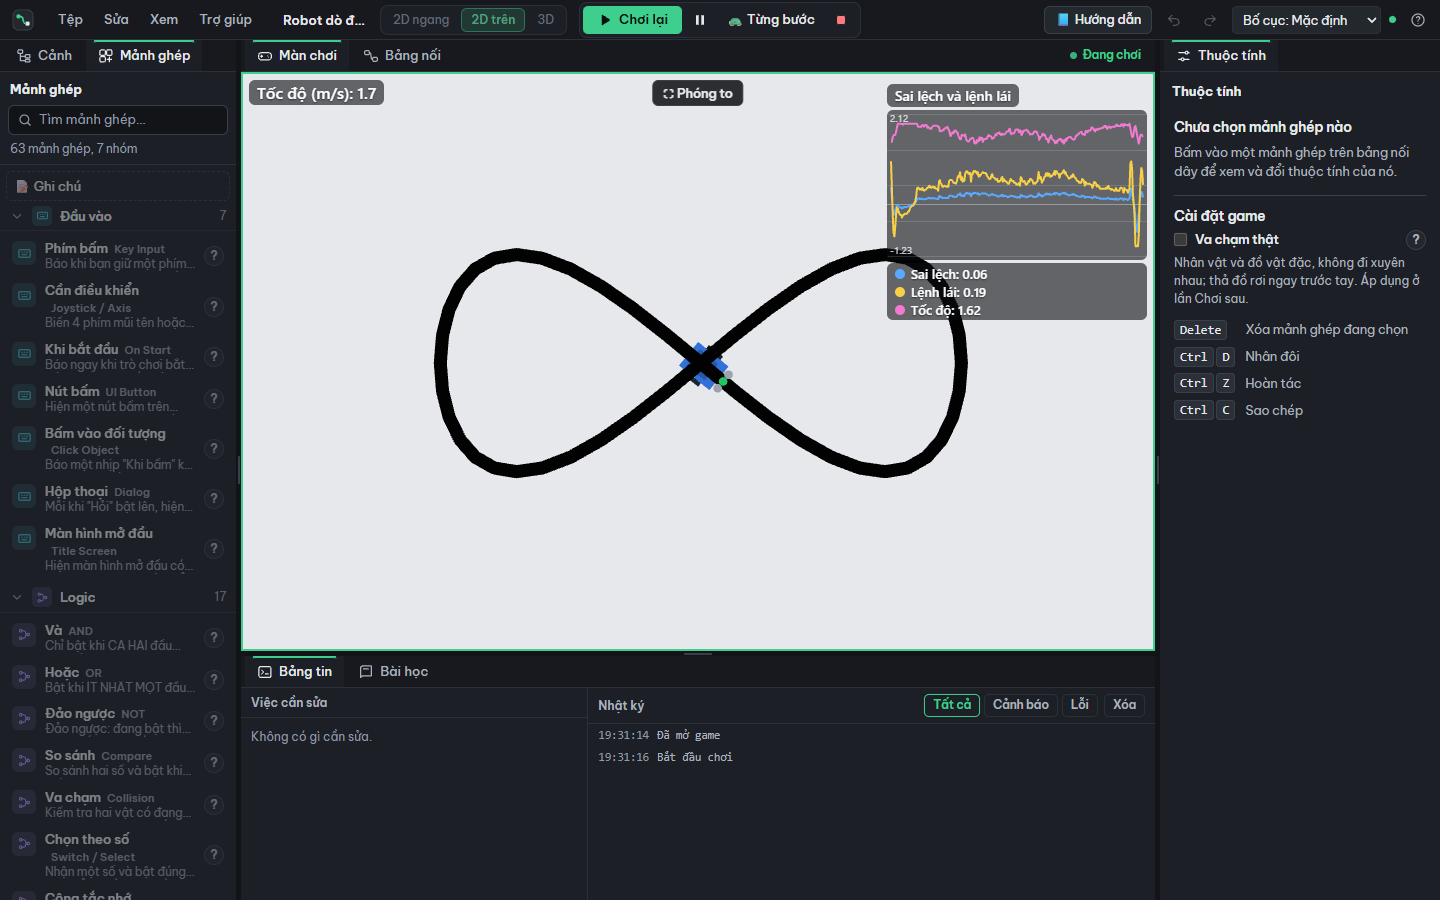 Tệp
Sửa
Xem
Trợ giúp
Robot dò đ...
2D ngang
2D trên
3D
Chơi lại
Từng bước
Hướng dẫn
Bố cục: Mặc định
Cảnh
Mảnh ghép
Màn chơi
Bảng nối
Đang chơi
Thuộc tính
Mảnh ghép
Tìm mảnh ghép...
63 mảnh ghép, 7 nhóm
Ghi chú
Đầu vào
7
Phím bấm Key Input
Báo khi bạn giữ một phím...
?
Cần điều khiển
Joystick / Axis
Biến 4 phím mũi tên hoặc...
?
Khi bắt đầu On Start
Báo ngay khi trò chơi bắt...
?
Nút bấm UI Button
Hiện một nút bấm trên...
?
Bấm vào đối tượng
Click Object
Báo một nhịp "Khi bấm" k...
?
Hộp thoại Dialog
Mỗi khi "Hỏi" bật lên, hiện...
?
Màn hình mở đầu
Title Screen
Hiện màn hình mở đầu có...
?
Logic
17
Và AND
Chỉ bật khi CẢ HAI đầu...
?
Hoặc OR
Bật khi ÍT NHẤT MỘT đầu...
?
Đảo ngược NOT
Đảo ngược: đang bật thì...
?
So sánh Compare
So sánh hai số và bật khi...
?
Va chạm Collision
Kiểm tra hai vật có đang...
?
Chọn theo số
Switch / Select
Nhận một số và bật đúng...
?
Công tắc nhớ
Tốc độ (m/s): 1.7
Phóng to
Sai lệch và lệnh lái
2.12
-1.23
Sai lệch: 0.06
Lệnh lái: 0.19
Tốc độ: 1.62
Bảng tin
Bài học
Việc cần sửa
Không có gì cần sửa.
Nhật ký
Tất cả
Cảnh báo
Lỗi
Xóa
19:31:14 Đã mở game
19:31:16 Bắt đầu chơi
Thuộc tính
Chưa chọn mảnh ghép nào
Bấm vào một mảnh ghép trên bảng nối
dây để xem và đổi thuộc tính của nó.
Cài đặt game
Va chạm thật
?
Nhân vật và đồ vật đặc, không đi xuyên
nhau; thả đồ rơi ngay trước tay. Áp dụng ở
lần Chơi sau.
Delete Xóa mảnh ghép đang chọn
Ctrl D Nhân đôi
Ctrl Z Hoàn tác
Ctrl C Sao chép